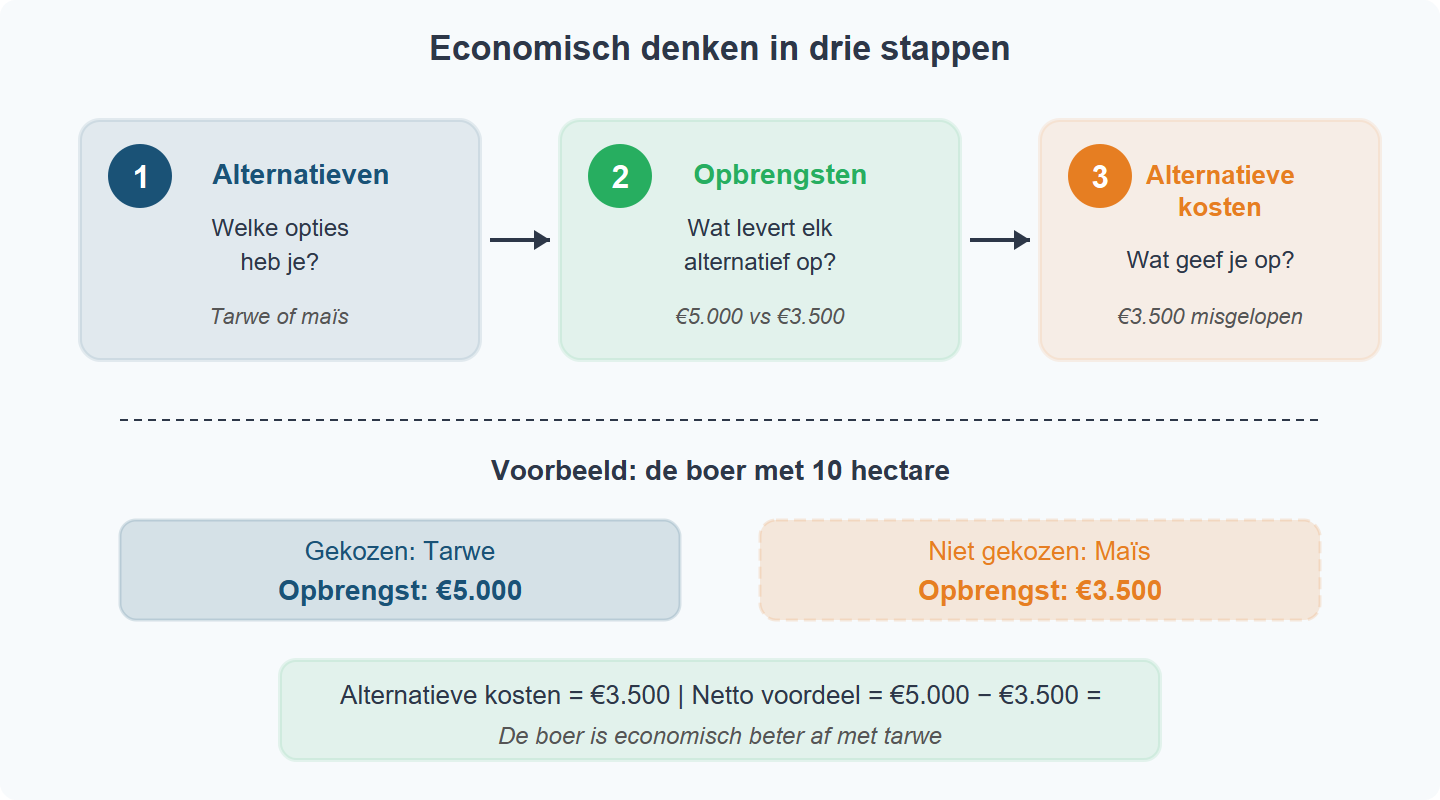 Economisch denken in drie stappen
1
Alternatieven
Welke opties
heb je?
Tarwe of maïs
2
Opbrengsten
Wat levert elk
alternatief op?
€5.000 vs €3.500
3
Alternatieve
kosten
Wat geef je op?
€3.500 misgelopen
Voorbeeld: de boer met 10 hectare
Gekozen: Tarwe
Opbrengst: €5.000
Niet gekozen: Maïs
Opbrengst: €3.500
Alternatieve kosten = €3.500 | Netto voordeel = €5.000 − €3.500 =
De boer is economisch beter af met tarwe